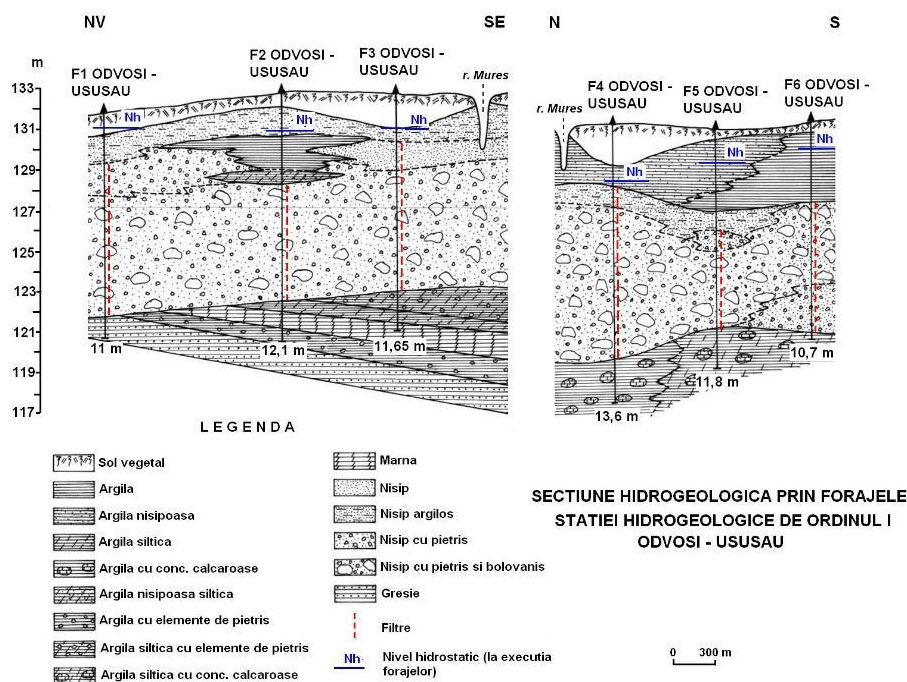 NV
SE
N
S
m
F1 ODVOSI -
USUSAU
F2 ODVOSI -
USUSAU
F3 ODVOSI -
USUSAU
r. Mures
r. Mures
F4 ODVOSI -
USUSAU
F5 ODVOSI -
USUSAU
F6 ODVOSI -
USUSAU
133
131
129
127
125
123
121
119
117
Nh
Nh
Nh
Nh
Nh
Nh
11 m
12,1 m
11,65 m
13,6 m
11,8 m
10,7 m
LEGENDA
Sol vegetal
Argila
Argila nisipoasa
Argila siltica
Argila cu conc. calcaroase
Argila nisipoasa siltica
Argila cu elemente de pietris
Argila siltica cu elemente de pietris
Argila siltica cu conc. calcaroase
Marna
Nisip
Nisip argilos
Nisip cu pietris
Nisip cu pietris si bolovanis
Gresie
Filtre
Nh
Nivel hidrostatic (la executia
forajelor)
SECTIUNE HIDROGEOLOGICA PRIN FORAJELE
STATIEI HIDROGEOLOGICE DE ORDINUL I
ODVOSI - USUSAU
0 300 m